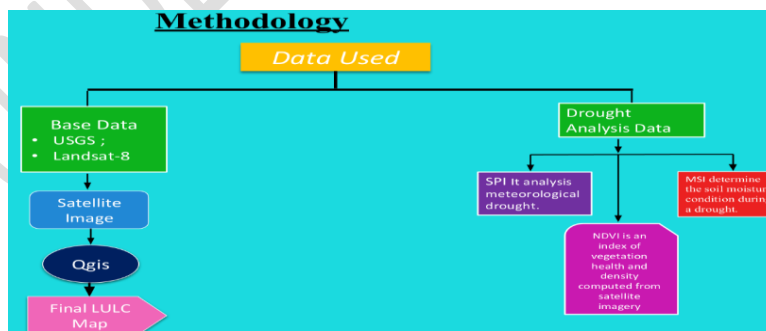 Methodology
Data Used
Base Data
• USGS ;
• Landsat-8
Satellite
Image
Qgis
Final LULC
Map
Drought
Analysis Data
SPI It analysis
meteorological
drought.
NDVI is an
index of
vegetation
health and
density
computed from
satellite
imagery
MSI determine
the soil moistur
condition durin
a drought.